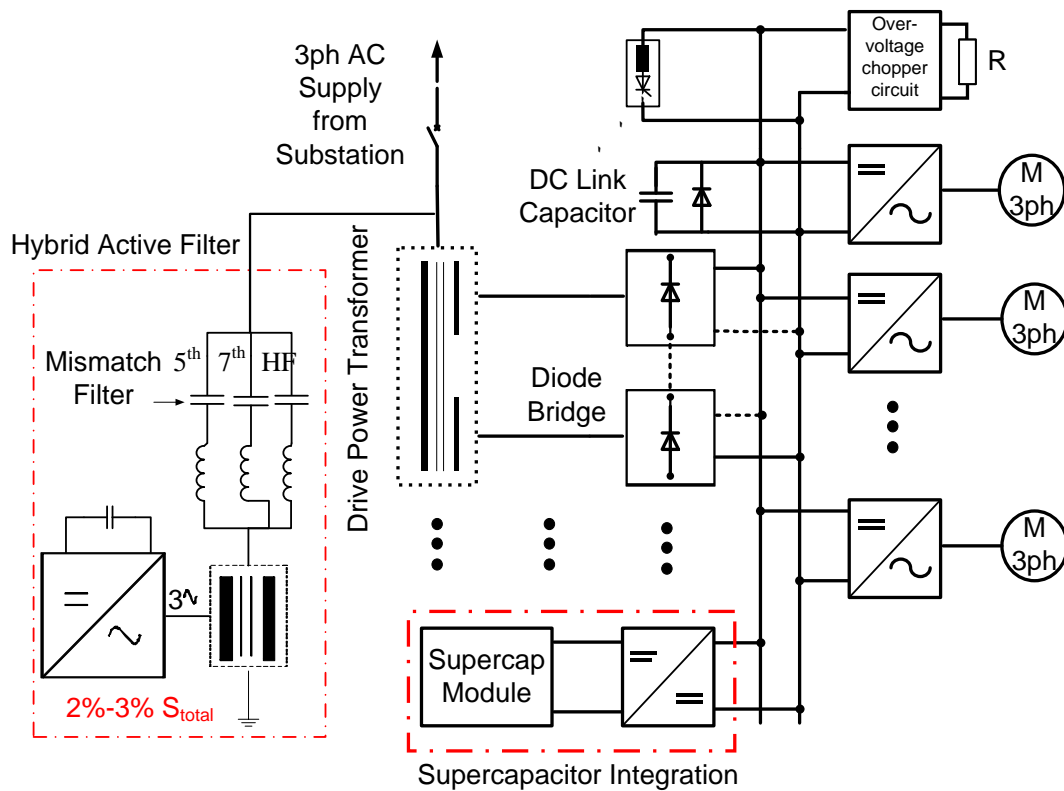 3ph AC
Supply
from
Substation
Over-
voltage
chopper
circuit
R
DC Link
Capacitor
M
3ph
Hybrid Active Filter
Mismatch
Filter
5th 7th HF
Drive Power Transformer
Diode
Bridge
M
3ph
M
3ph
3
2%-3% Stotal
Supercap
Module
Supercapacitor Integration